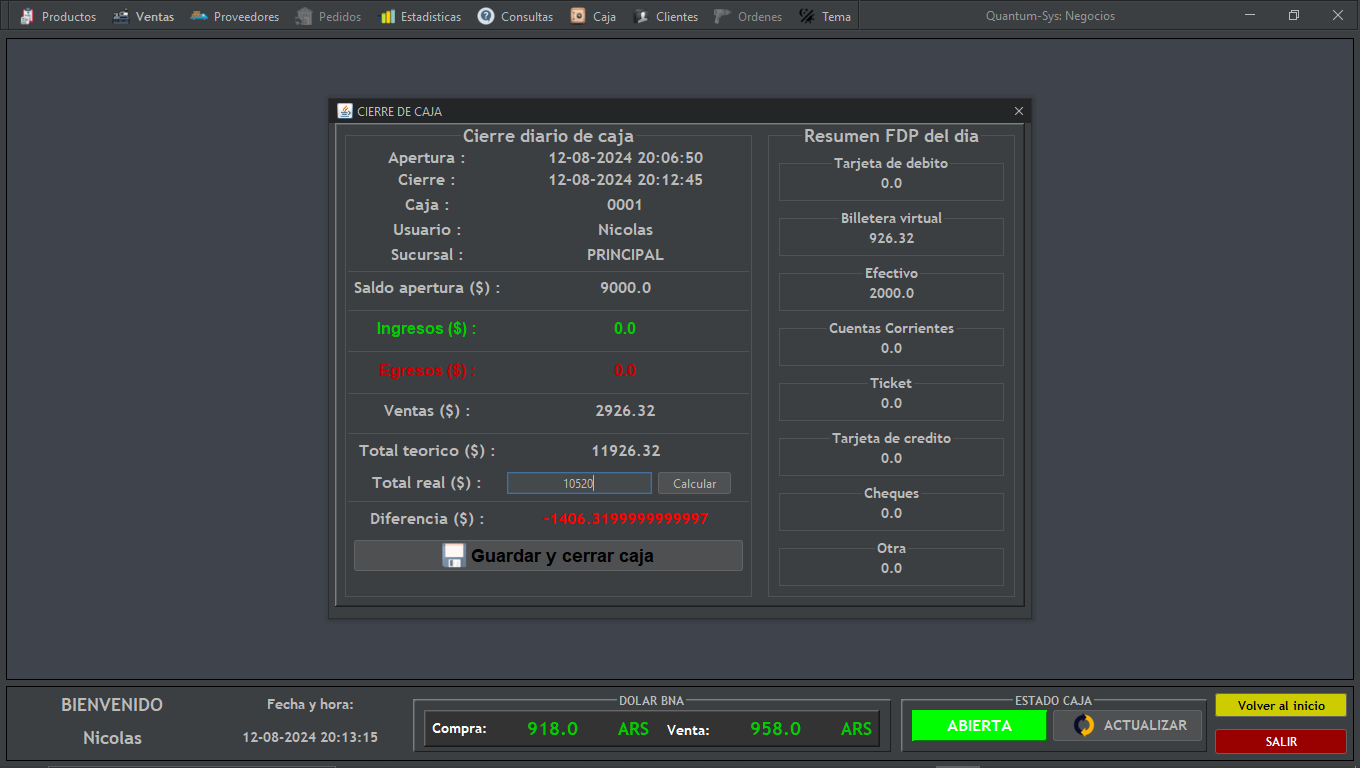 Productos Ventas Proveedores Pedidos Estadisticas Consultas Caja Clientes Ordenes Tema Quantum-Sys: Negocios
CIERRE DE CAJA
Cierre diario de caja
Apertura : 12-08-2024 20:06:50
Cierre : 12-08-2024 20:12:45
Caja : 0001
Usuario : Nicolas
Sucursal : PRINCIPAL
Saldo apertura ($) : 9000.0
Ingresos ($) : 0.0
Egresos ($) : 0.0
Ventas ($) : 2926.32
Total teorico ($) : 11926.32
Total real ($) : 10520 Calcular
Diferencia ($) : -1406.3199999999997
Guardar y cerrar caja
Resumen FDP del dia
Tarjeta de debito
0.0
Billetera virtual
926.32
Efectivo
2000.0
Cuentas Corrientes
0.0
Ticket
0.0
Tarjeta de credito
0.0
Cheques
0.0
Otra
0.0
BIENVENIDO
Nicolas
Fecha y hora:
12-08-2024 20:13:15
DOLAR BNA
Compra: 918.0 ARS Venta: 958.0 ARS
ESTADO CAJA
ABIERTA ACTUALIZAR
Volver al inicio
SALIR